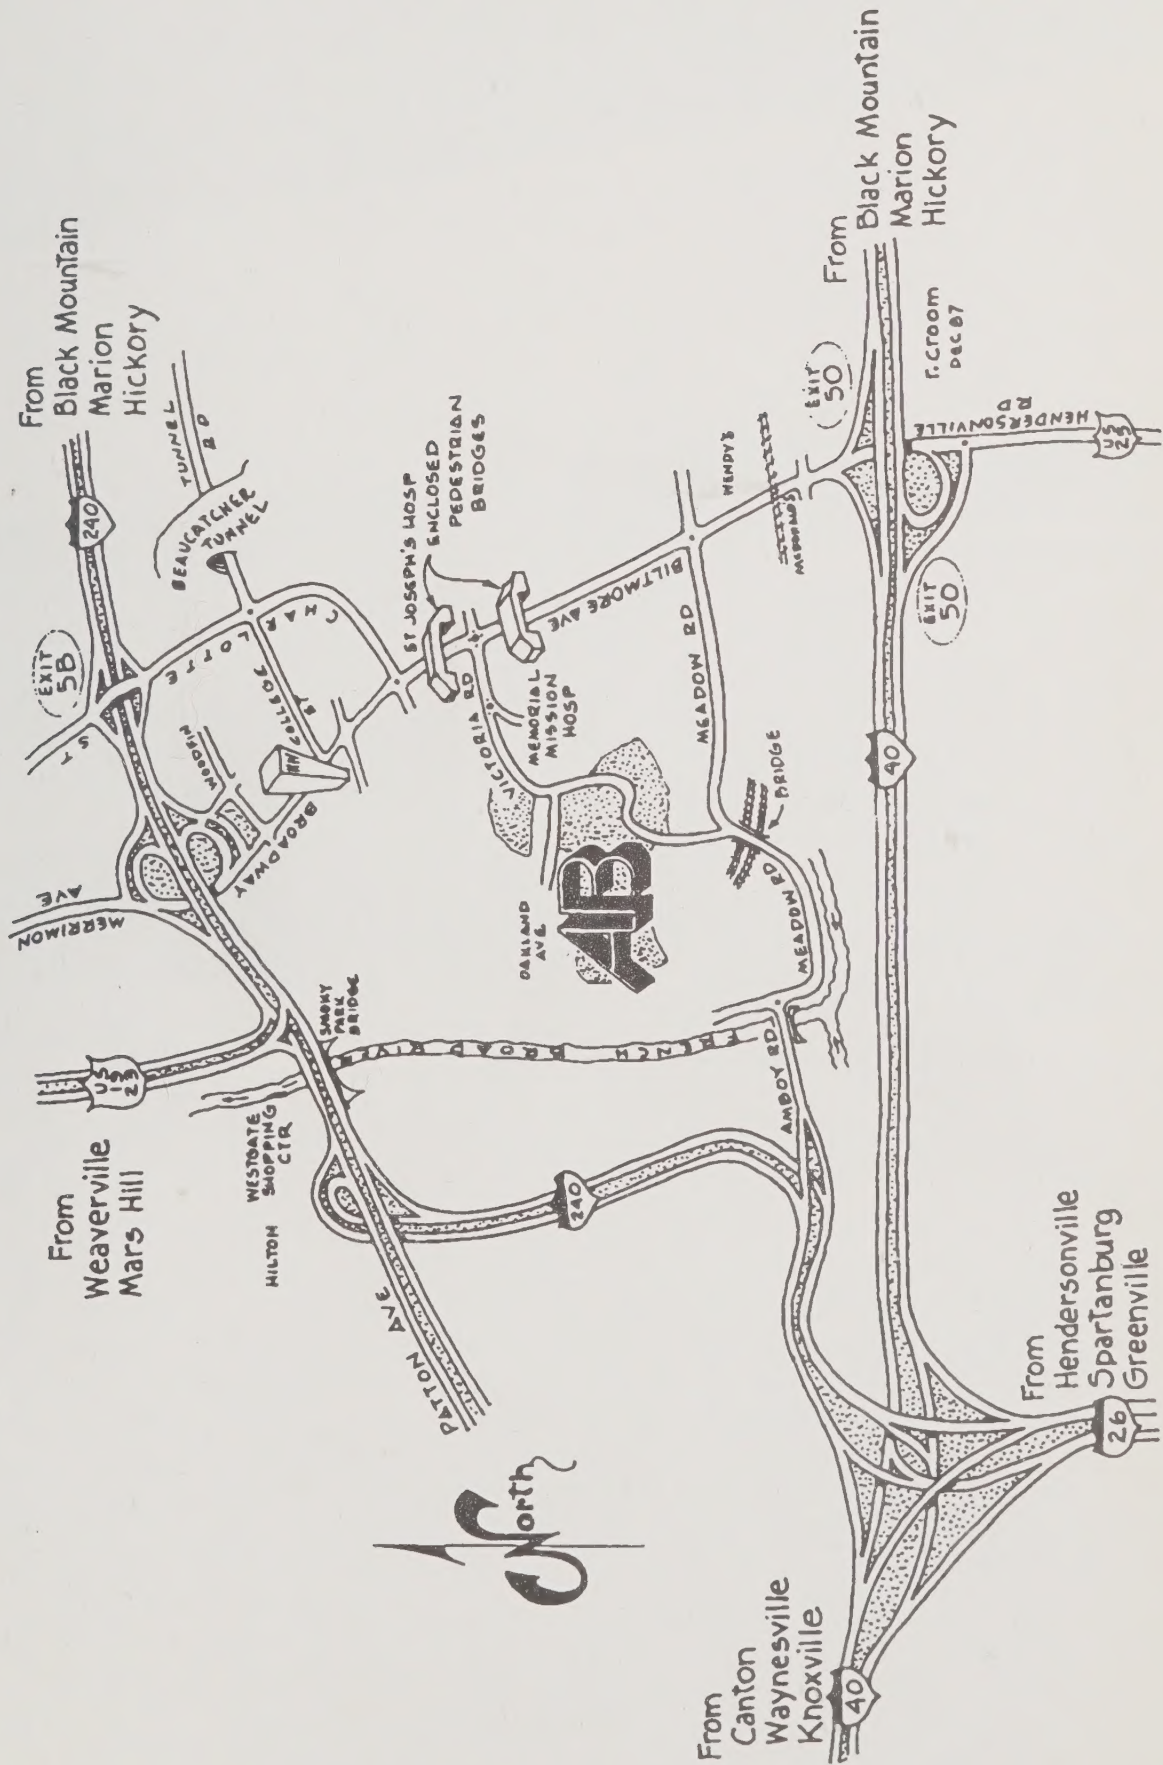 From
Weaverville
Mars Hill
US
19
23
MERRIMON
AVE
EXIT
5B
240
From
Black Mountain
Marion
Hickory
ST
CHARLOTTE
TUNNEL
RD
BEAUCATCHER
TUNNEL
WOODFIN
COLLEGE
ST
BROADWAY
SMOKY
PARK
BRIDGE
WESTGATE
SHOPPING
CTR
HILTON
PATTON AVE
North
240
FRENCH BROAD RIVER
ST JOSEPH'S HOSP
ENCLOSED
PEDESTRIAN
BRIDGES
VICTORIA RD
MEMORIAL
MISSION
HOSP
OAKLAND
AVE
AB
BILTMORE AVE
MEADOW RD
BRIDGE
MEADOW RD
AMBOY RD
WENDY'S
MCDONALDS
EXIT
50
From
Black Mountain
Marion
Hickory
r. croom
Dec 87
EXIT
50
HENDERSONVILLE
RD
US
25
40
From
Canton
Waynesville
Knoxville
40
From
Hendersonville
Spartanburg
Greenville
26